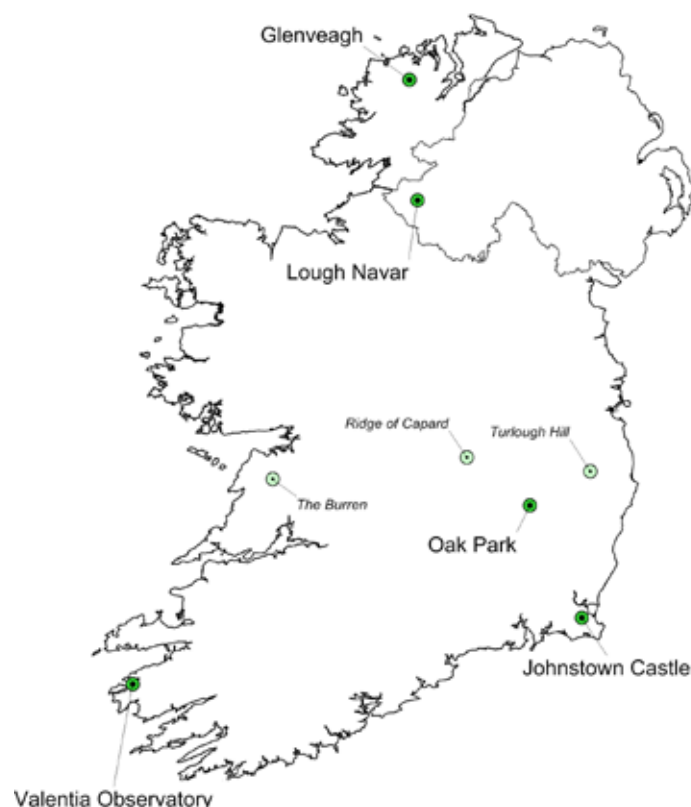 Glenveagh
Lough Navar
Ridge of Capard
Turlough Hill
The Burren
Oak Park
Johnstown Castle
Valentia Observatory